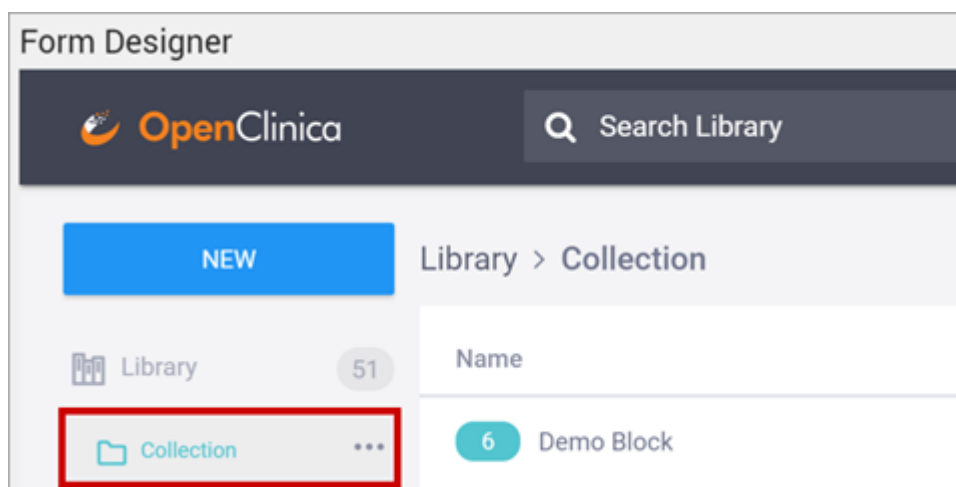 Form Designer
OpenClinica
Search Library
NEW
Library > Collection
Library 51
Name
Collection ...
6 Demo Block